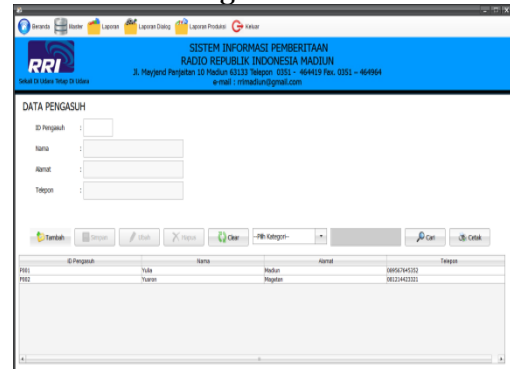 Beranda Master Laporan Laporan Dialog Laporan Produksi Keluar
SISTEM INFORMASI PEMBERITAAN
RADIO REPUBLIK INDONESIA MADIUN
Jl. Mayjend Panjaitan 10 Madiun 63133 Telepon 0351 - 464419 Fax. 0351 - 464964
e-mail : rrimadiun@gmail.com
RRI
Sekali Di Udara Tetap Di Udara
DATA PENGASUH
ID Pengasuh :
Nama :
Alamat :
Telepon :
Tambah Simpan Ubah Hapus Clear --Pilih Kategori-- Cari Cetak
ID Pengasuh Nama Alamat Telepon
P001 Yulia Madiun
P002 Yuaron Magetan 081214423321